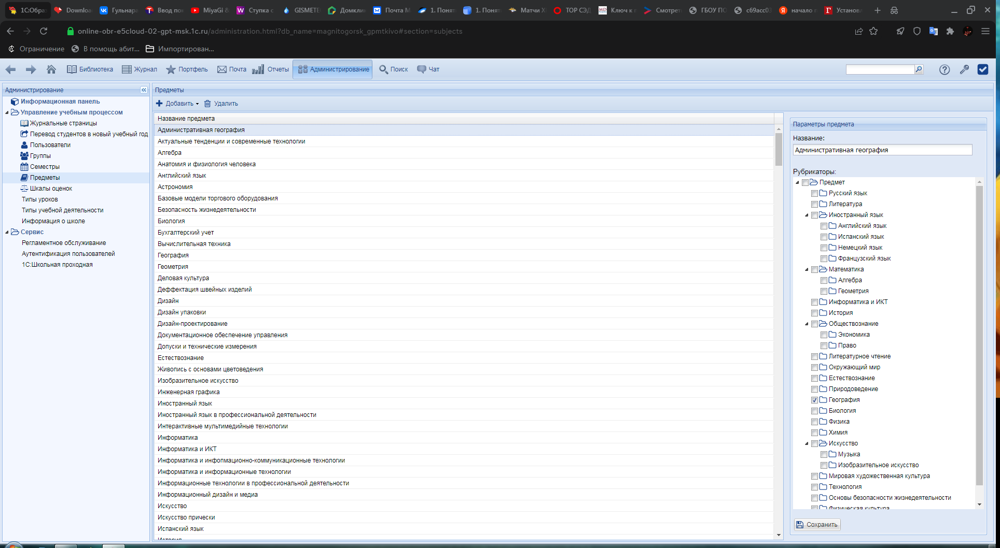 1С:Образ
Downloa
Гульнара
Ввод пок
MiyaGi &
Ступка с
GISMETE
Домкли
Почта М
1. Понят
1. Понят
Матчи ХК
ТОР СЭД
Ключ к г
Смотрет
ГБОУ ПО
c69acc03
начало п
Установл
online-obr-e5cloud-02-gpt-msk.1c.ru/administration.html?db_name=magnitogorsk_gpmtkivo#section=subjects
Ограничение
В помощь абит...
Импортирован...
Библиотека
Журнал
Портфель
Почта
Отчеты
Администрирование
Поиск
Чат
Администрирование
Информационная панель
Управление учебным процессом
Журнальные страницы
Перевод студентов в новый учебный год
Пользователи
Группы
Семестры
Предметы
Шкалы оценок
Типы уроков
Типы учебной деятельности
Информация о школе
Сервис
Регламентное обслуживание
Аутентификация пользователей
1С:Школьная проходная
Предметы
Добавить
Удалить
Название предмета
Административная география
Актуальные тенденции и современные технологии
Алгебра
Анатомия и физиология человека
Английский язык
Астрономия
Базовые модели торгового оборудования
Безопасность жизнедеятельности
Биология
Бухгалтерский учет
Вычислительная техника
География
Геометрия
Деловая культура
Деффектация швейных изделий
Дизайн
Дизайн упаковки
Дизайн-проектирование
Документационное обеспечение управления
Допуски и технические измерения
Естествознание
Живопись с основами цветоведения
Изобразительное искусство
Инженерная графика
Иностранный язык
Иностранный язык в профессиональной деятельности
Интерактивные мультимедийные технологии
Информатика
Информатика и ИКТ
Информатика и инфопмационно-коммуникационные технологии
Информатика и информационные технологии
Информационные технологии в профессиональной деятельности
Информационный дизайн и медиа
Искусство
Искусство прически
Испанский язык
История
Параметры предмета
Название:
Административная география
Рубрикаторы:
Предмет
Русский язык
Литература
Иностранный язык
Английский язык
Испанский язык
Немецкий язык
Французский язык
Математика
Алгебра
Геометрия
Информатика и ИКТ
История
Обществознание
Экономика
Право
Литературное чтение
Окружающий мир
Естествознание
Природоведение
География
Биология
Физика
Химия
Искусство
Музыка
Изобразительное искусство
Мировая художественная культура
Технология
Основы безопасности жизнедеятельности
Физическая культура
Сохранить